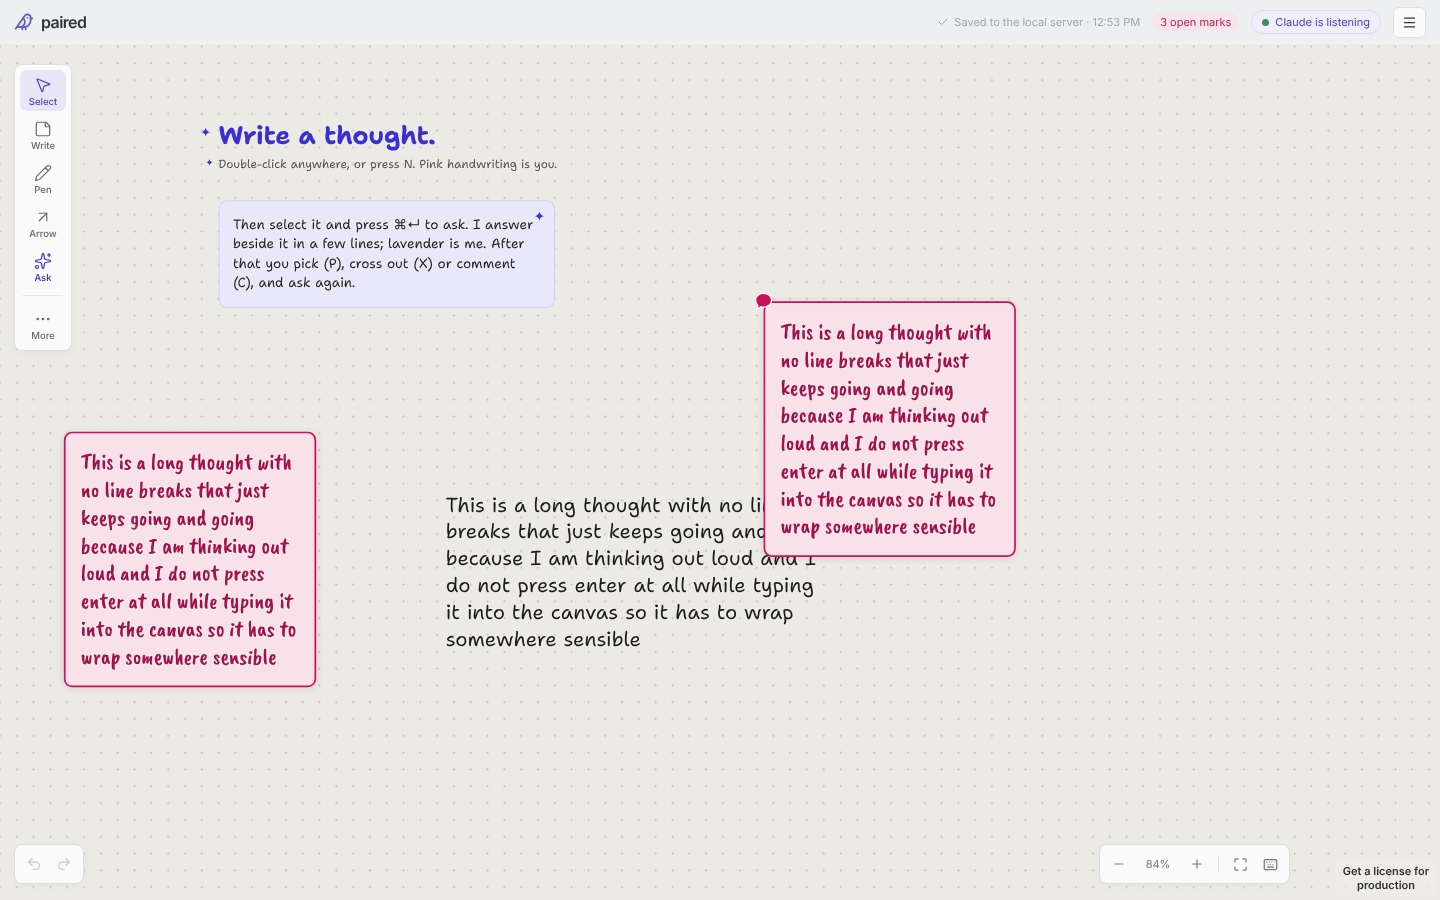 paired
Saved to the local server · 12:53 PM
3 open marks
Claude is listening
Select
Write
Pen
Arrow
Ask
More
Write a thought.
Double-click anywhere, or press N. Pink handwriting is you.
Then select it and press ⌘↵ to ask. I answer
beside it in a few lines; lavender is me. After
that you pick (P), cross out (X) or comment
(C), and ask again.
This is a long thought with
no line breaks that just
keeps going and going
because I am thinking out
loud and I do not press
enter at all while typing it
into the canvas so it has to
wrap somewhere sensible
This is a long thought with
no line breaks that just
keeps going and going
because I am thinking out
loud and I do not press
enter at all while typing it
into the canvas so it has to
wrap somewhere sensible
This is a long thought with no
breaks that just keeps going and
because I am thinking out loud and I
do not press enter at all while typing
it into the canvas so it has to wrap
somewhere sensible
84%
Get a license for
production